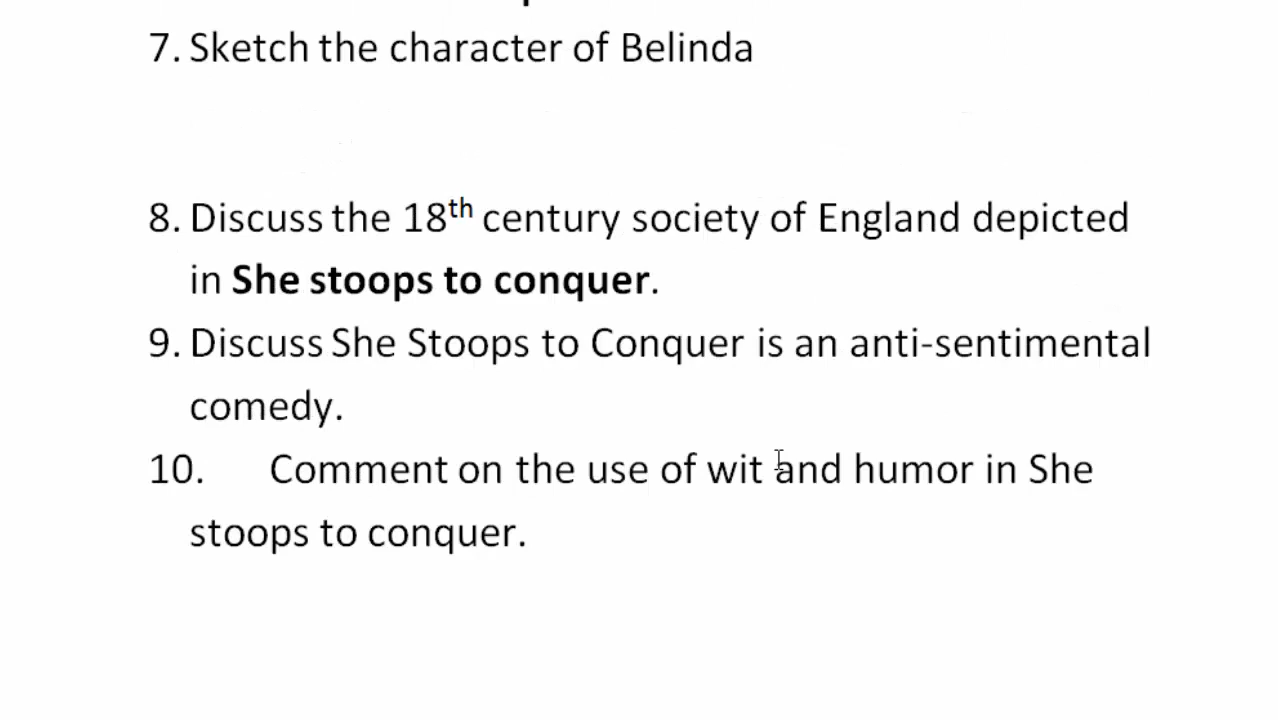 7. Sketch the character of Belinda
8. Discuss the 18th century society of England depicted
in She stoops to conquer.
9. Discuss She Stoops to Conquer is an anti-sentimental
comedy.
10. Comment on the use of wit and humor in She
stoops to conquer.